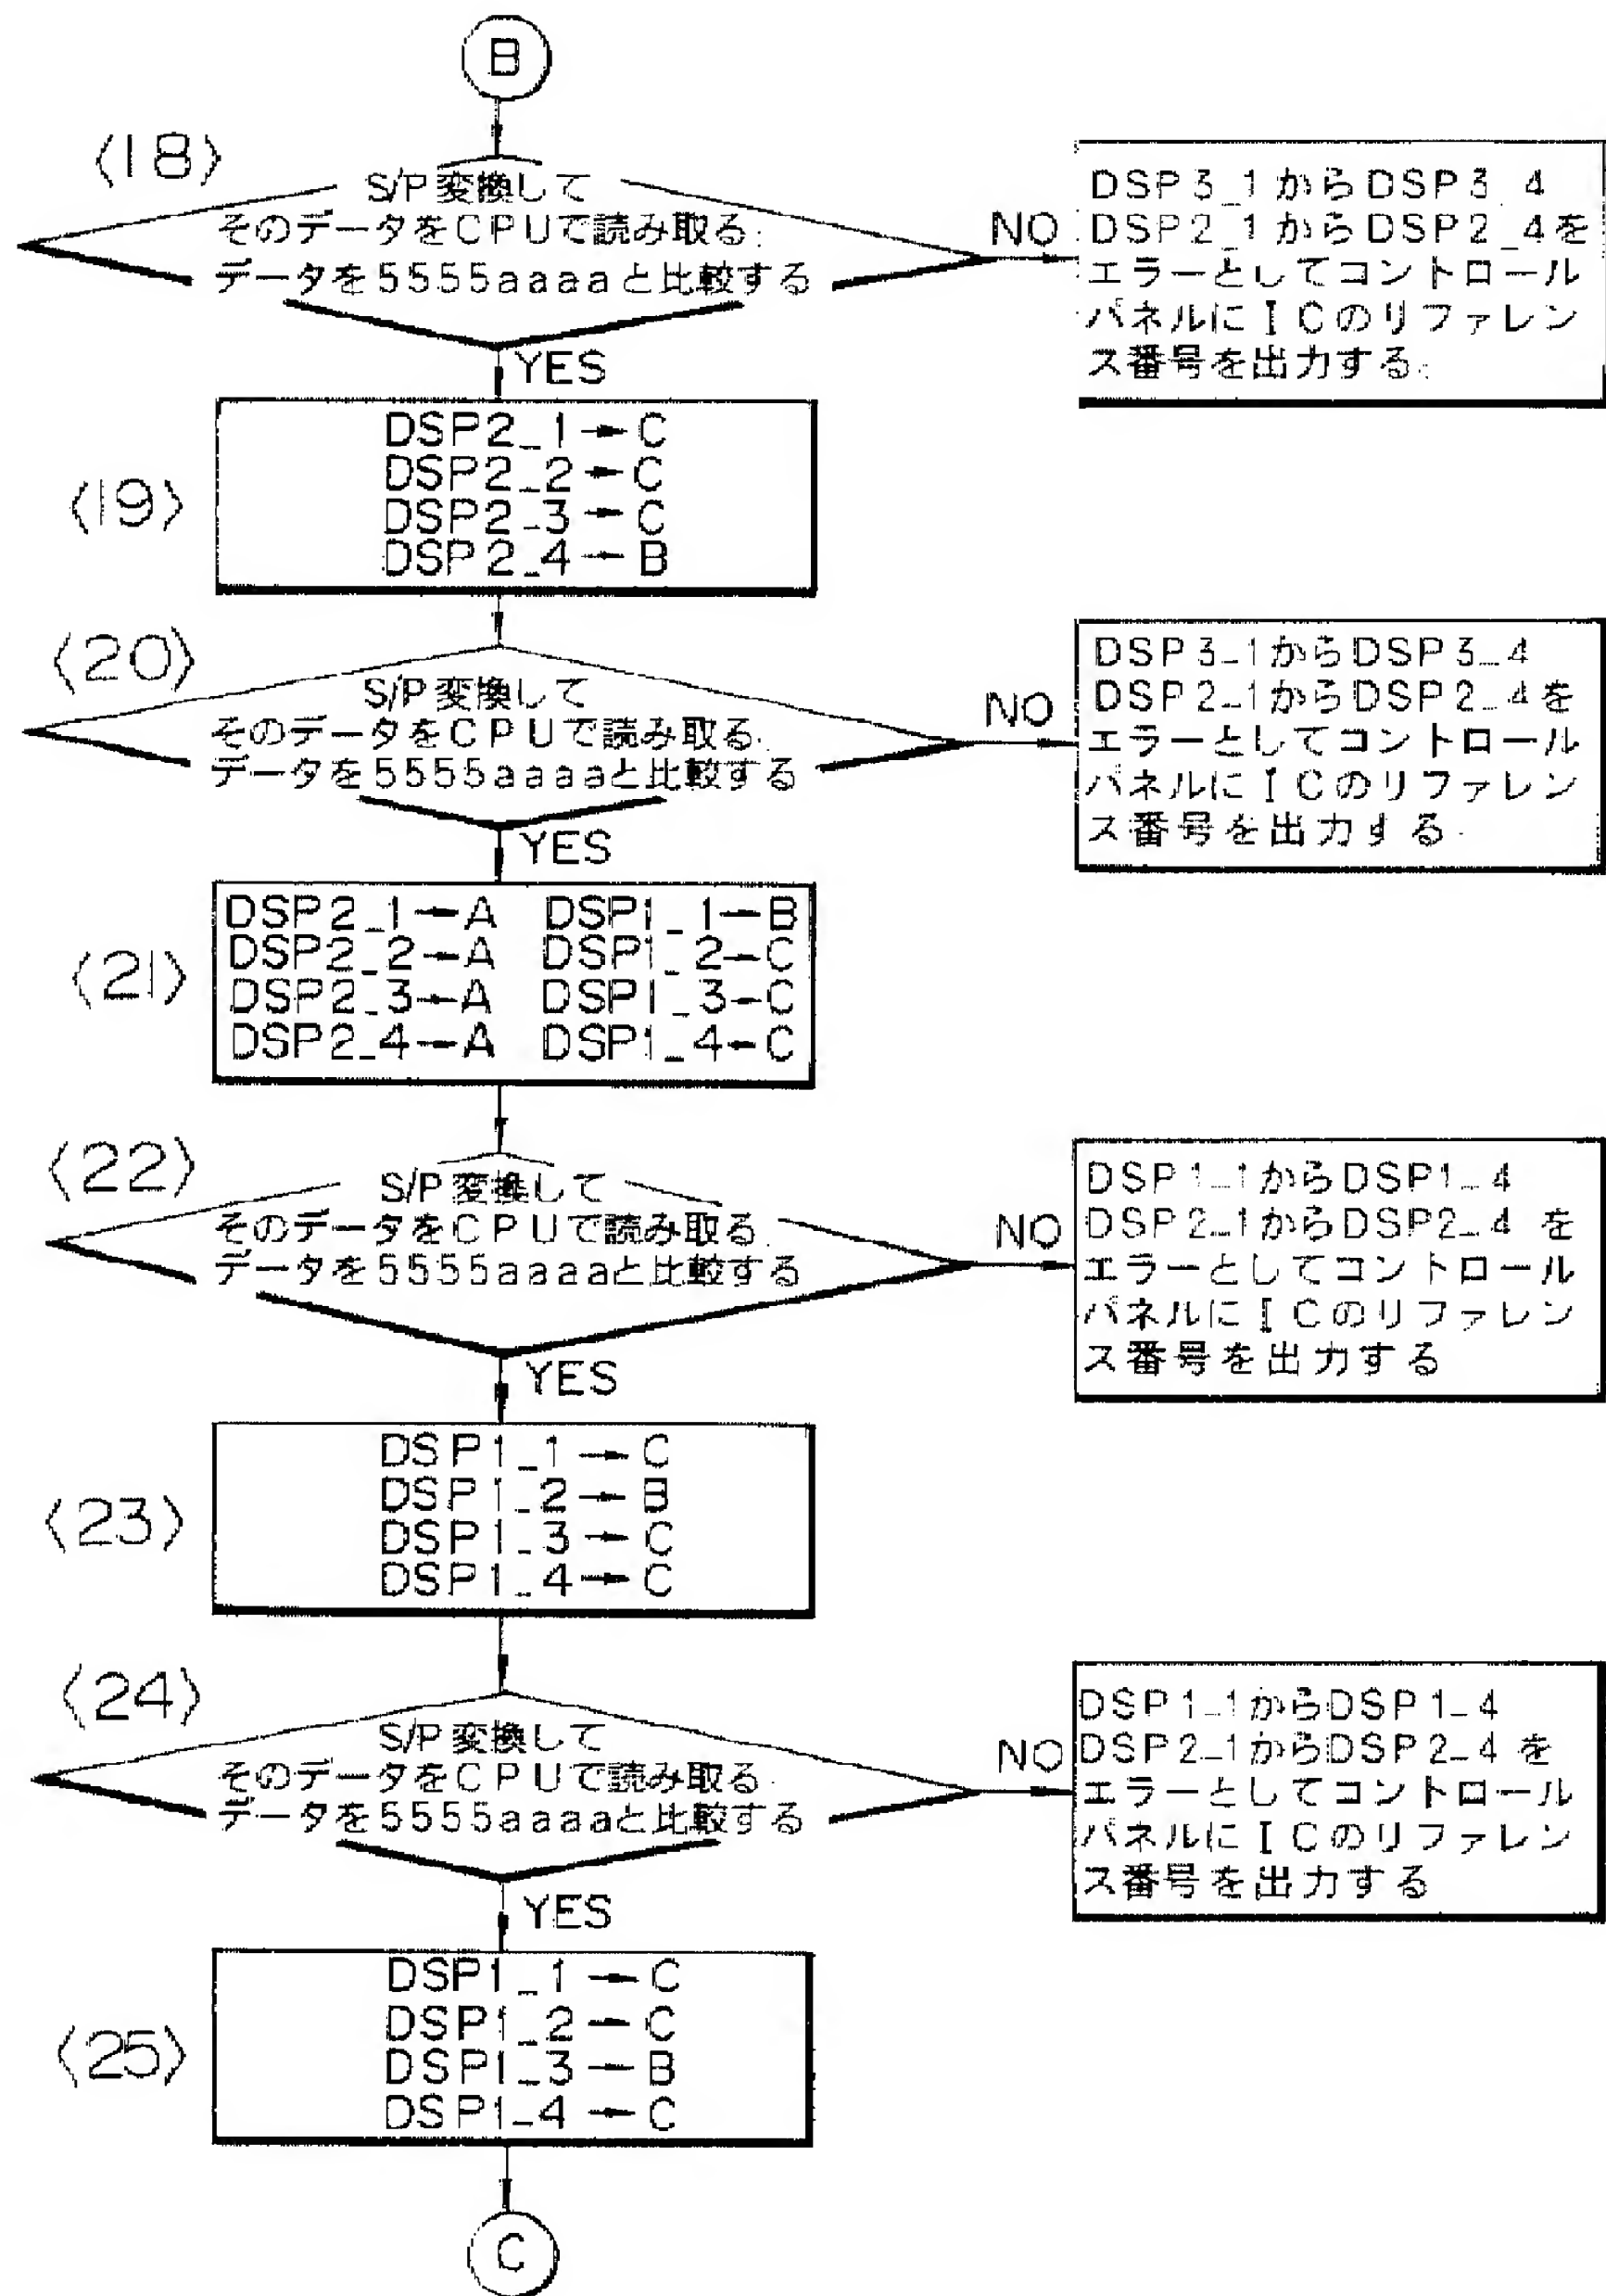 B
〈18〉
S/P変換して
そのデータをCPUで読み取る.
データを5555aaaaと比較する
NO
DSP3_1からDSP3_4
DSP2_1からDSP2_4を
エラーとしてコントロール
パネルにICのリファレン
ス番号を出力する.
YES
〈19〉
DSP2_1→C
DSP2_2→C
DSP2_3→C
DSP2_4→B
〈20〉
S/P変換して
そのデータをCPUで読み取る.
データを5555aaaaと比較する
NO
DSP3_1からDSP3_4
DSP2_1からDSP2_4を
エラーとしてコントロール
パネルにICのリファレン
ス番号を出力する.
YES
〈21〉
DSP2_1→A DSP1_1→B
DSP2_2→A DSP1_2→C
DSP2_3→A DSP1_3→C
DSP2_4→A DSP1_4→C
〈22〉
S/P変換して
そのデータをCPUで読み取る.
データを5555aaaaと比較する
NO
DSP1_1からDSP1_4
DSP2_1からDSP2_4を
エラーとしてコントロール
パネルにICのリファレン
ス番号を出力する
YES
〈23〉
DSP1_1→C
DSP1_2→B
DSP1_3→C
DSP1_4→C
〈24〉
S/P変換して
そのデータをCPUで読み取る.
データを5555aaaaと比較する
NO
DSP1_1からDSP1_4
DSP2_1からDSP2_4を
エラーとしてコントロール
パネルにICのリファレン
ス番号を出力する
YES
〈25〉
DSP1_1→C
DSP1_2→C
DSP1_3→B
DSP1_4→C
C